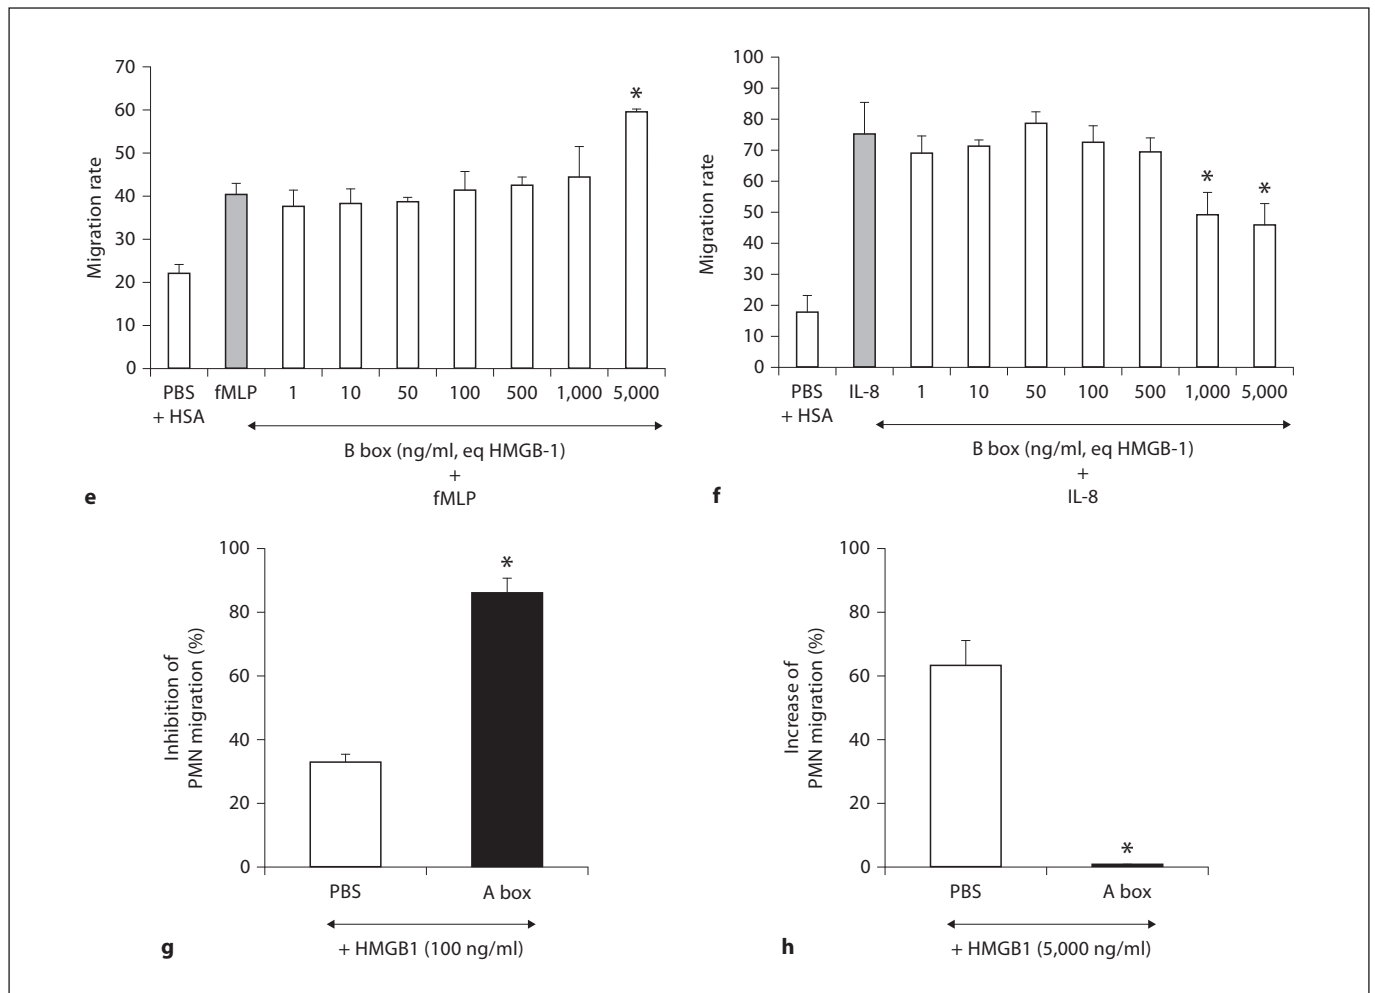 70
60
50
40
30
20
10
0
Migration rate
*
PBS + HSA
fMLP
1
10
50
100
500
1,000
5,000
B box (ng/ml, eq HMGB-1)
+
fMLP
e
100
90
80
70
60
50
40
30
20
10
0
Migration rate
*
*
PBS + HSA
IL-8
1
10
50
100
500
1,000
5,000
B box (ng/ml, eq HMGB-1)
+
IL-8
f
100
80
60
40
20
0
Inhibition of
PMN migration (%)
*
PBS
A box
+ HMGB1 (100 ng/ml)
g
100
80
60
40
20
0
Increase of
PMN migration (%)
*
PBS
A box
+ HMGB1 (5,000 ng/ml)
h